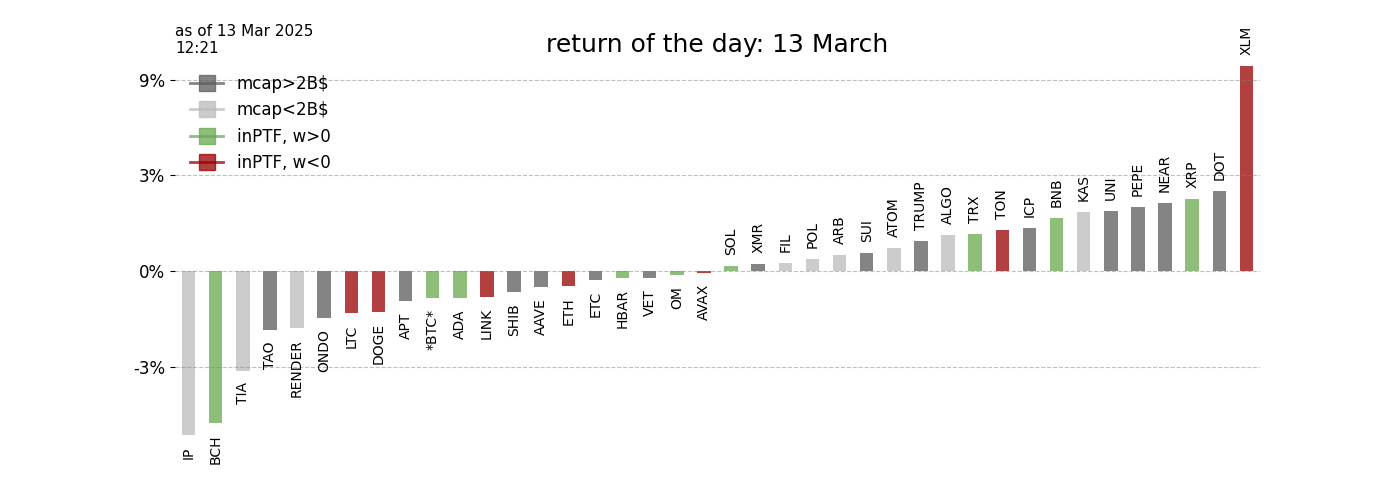 as of 13 Mar 2025
12:21
return of the day: 13 March
mcap>2B$
mcap<2B$
inPTF, w>0
inPTF, w<0
9%
3%
0%
-3%
IP
BCH
TIA
TAO
RENDER
ONDO
LTC
DOGE
APT
*BTC*
ADA
LINK
SHIB
AAVE
ETH
ETC
HBAR
VET
OM
AVAX
SOL
XMR
FIL
POL
ARB
SUI
ATOM
TRUMP
ALGO
TRX
TON
ICP
BNB
KAS
UNI
PEPE
NEAR
XRP
DOT
XLM